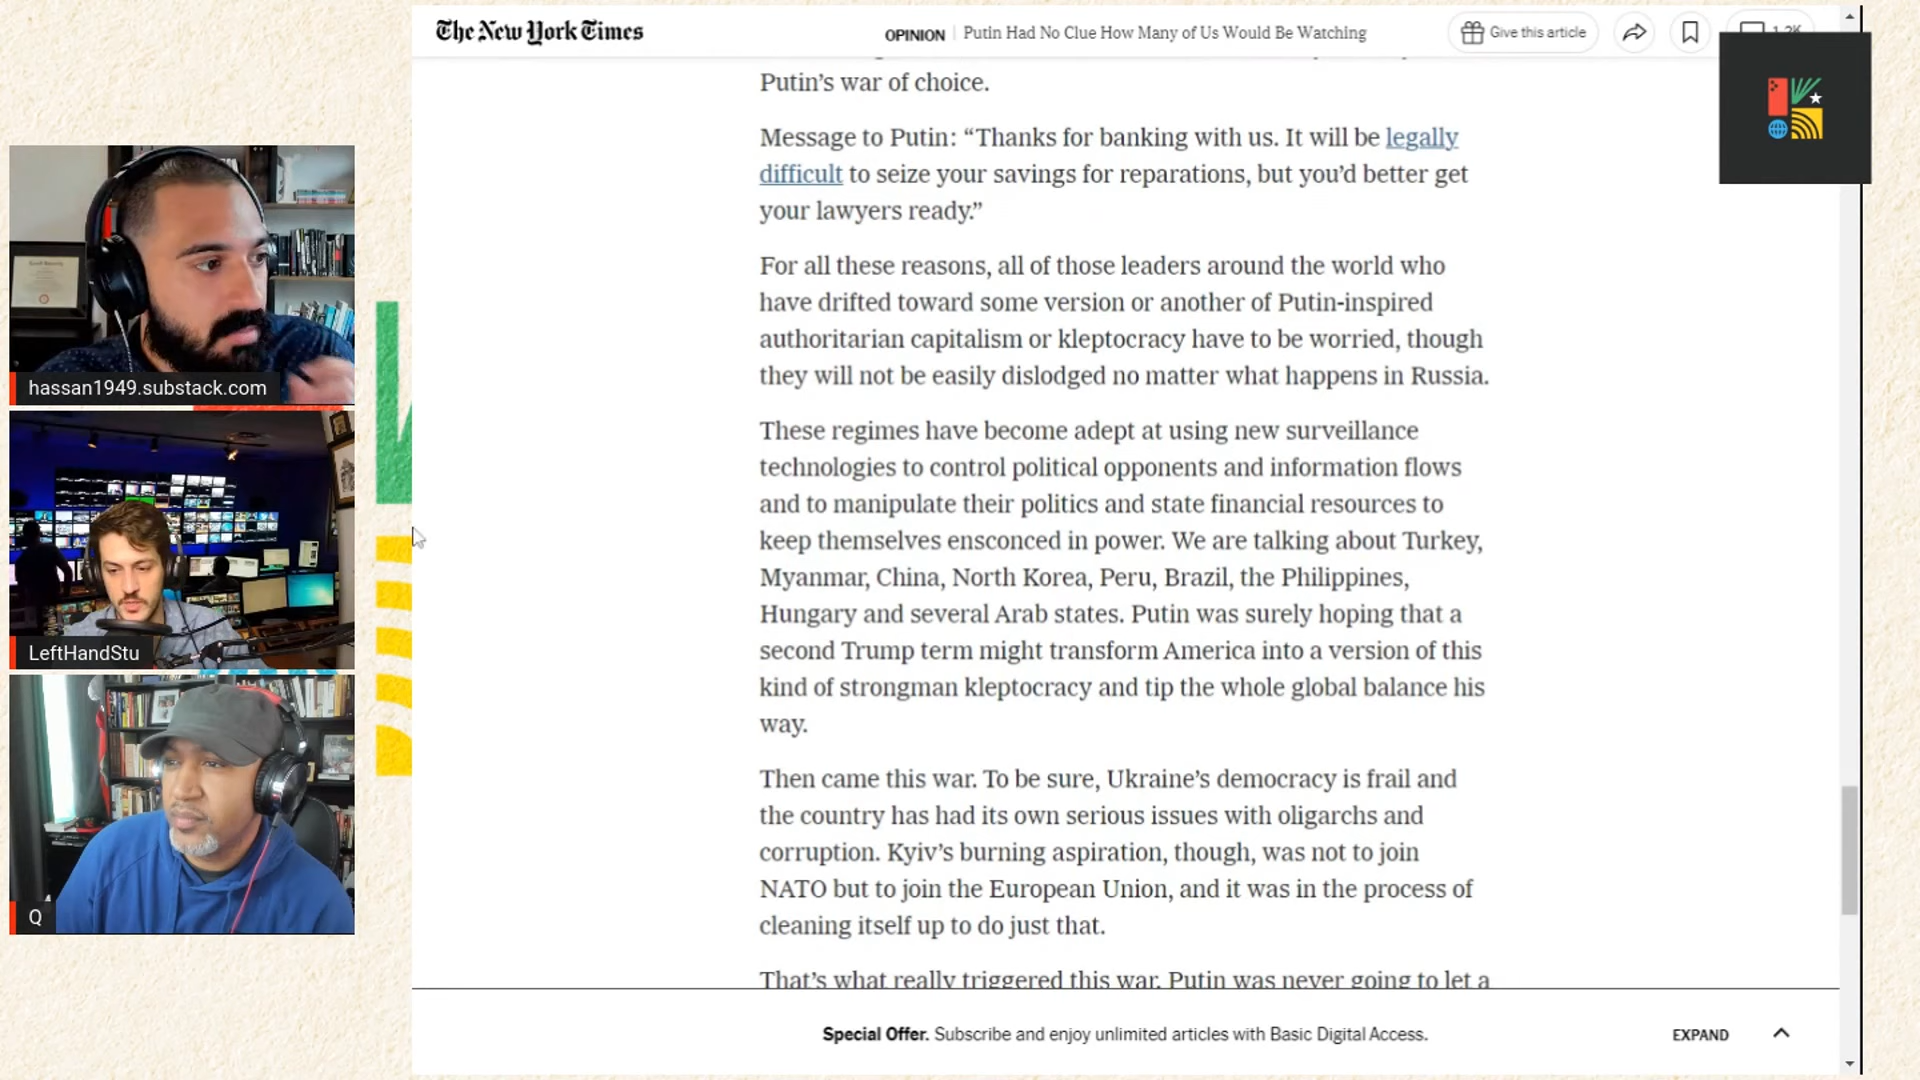 The New York Times
OPINION
Putin Had No Clue How Many of Us Would Be Watching
Give this article
Putin's war of choice.
Message to Putin: “Thanks for banking with us. It will be legally
difficult to seize your savings for reparations, but you'd better get
your lawyers ready.”
For all these reasons, all of those leaders around the world who
have drifted toward some version or another of Putin-inspired
authoritarian capitalism or kleptocracy have to be worried, though
they will not be easily dislodged no matter what happens in Russia.
These regimes have become adept at using new surveillance
technologies to control political opponents and information flows
and to manipulate their politics and state financial resources to
keep themselves ensconced in power. We are talking about Turkey,
Myanmar, China, North Korea, Peru, Brazil, the Philippines,
Hungary and several Arab states. Putin was surely hoping that a
second Trump term might transform America into a version of this
kind of strongman kleptocracy and tip the whole global balance his
way.
Then came this war. To be sure, Ukraine's democracy is frail and
the country has had its own serious issues with oligarchs and
corruption. Kyiv's burning aspiration, though, was not to join
NATO but to join the European Union, and it was in the process of
cleaning itself up to do just that.
That's what really triggered this war. Putin was never going to let a
Special Offer. Subscribe and enjoy unlimited articles with Basic Digital Access.
EXPAND
hassan1949.substack.com
LeftHandStu
Q